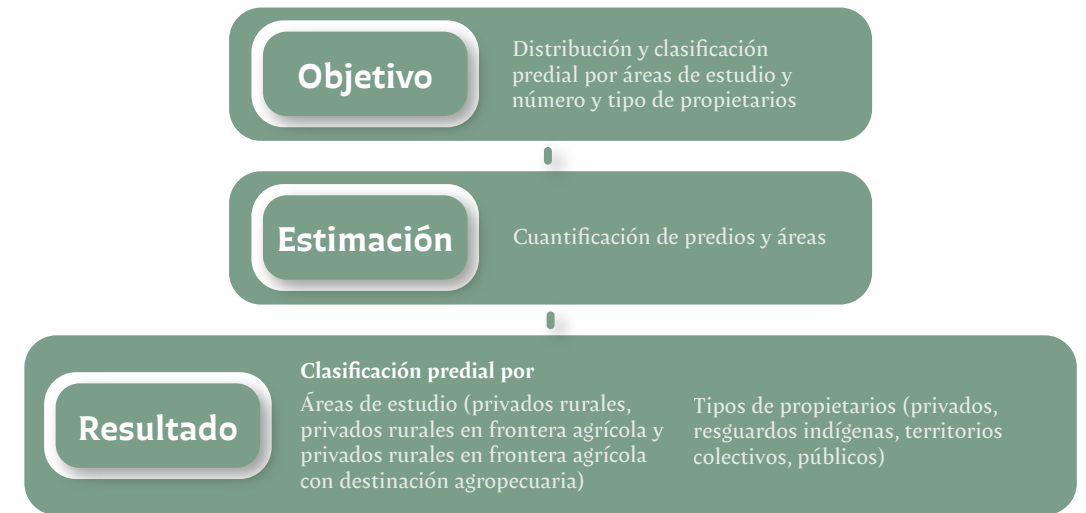 Objetivo
Distribución y clasificación
predial por áreas de estudio y
número y tipo de propietarios
Estimación
Cuantificación de predios y áreas
Resultado
Clasificación predial por
Áreas de estudio (privados rurales,
privados rurales en frontera agrícola y
privados rurales en frontera agrícola
con destinación agropecuaria)
Tipos de propietarios (privados,
resguardos indígenas, territorios
colectivos, públicos)